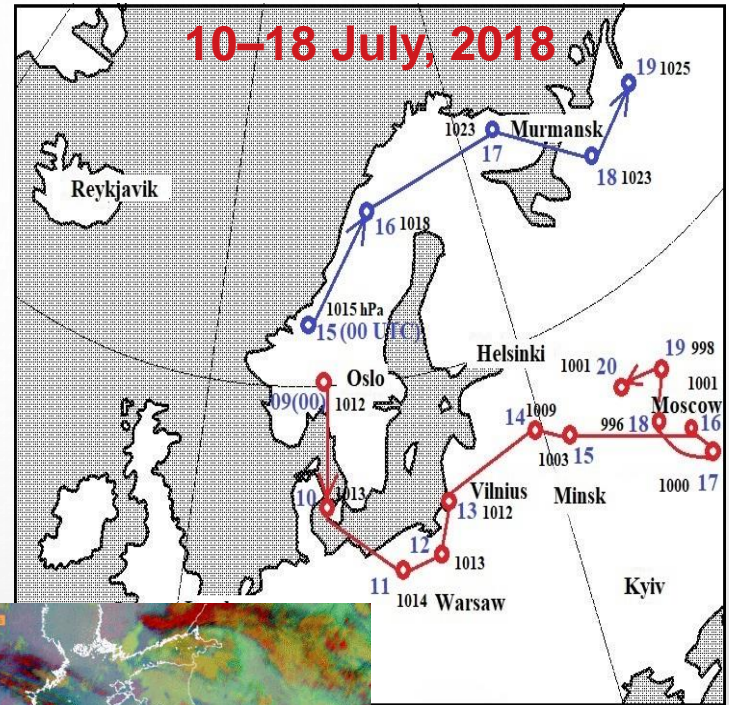 10–18 July, 2018
19 1025
1023 Murmansk
17
18 1023
Reykjavik
16 1018
1015 hPa
15 (00 UTC)
Helsinki
19 998
1001 20
1001
Oslo
09(00)
1012
Moscow
14 1009
996 18 16
1003 15
1000 17
10 1013
Vilnius
13 1012
Minsk
12 1013
11
1014 Warsaw
Kyiv